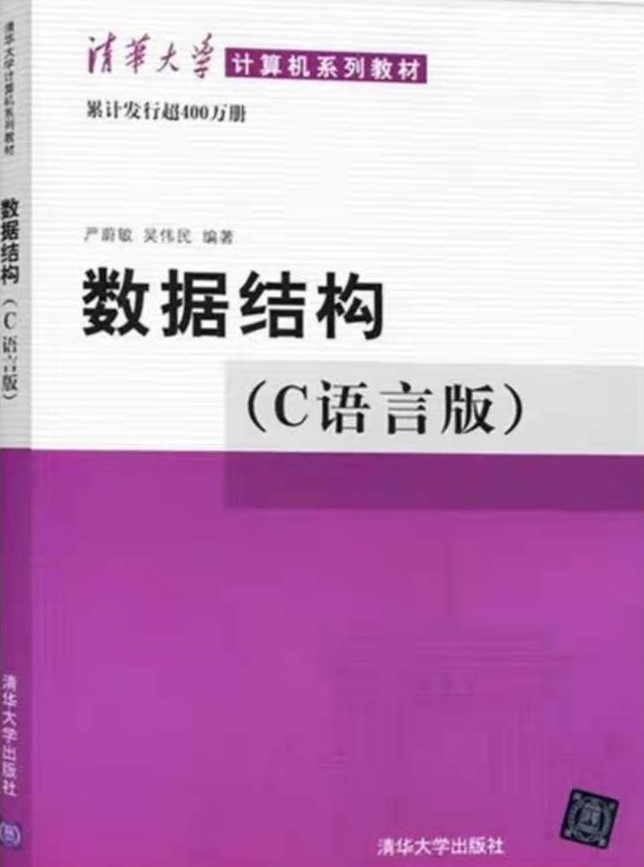 清华大学 计算机系列教材
累计发行超400万册
严蔚敏 吴伟民 编著
数据结构
（C语言版）
清华大学出版社
清华大学计算机系列教材
数据结构（C语言版）
清华大学出版社